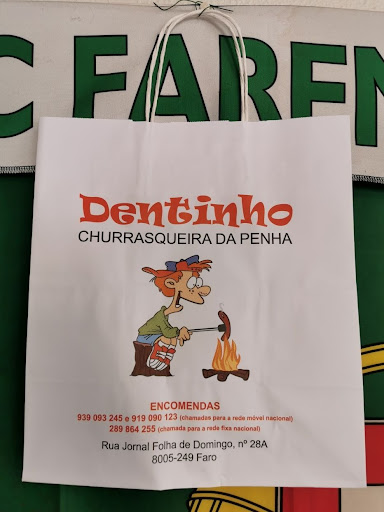 C FAREN
Dentinho
CHURRASQUEIRA DA PENHA
ENCOMENDAS
939 093 245 e 919 090 123 (chamadas para a rede móvel nacional)
289 864 255 (chamada para a rede fixa nacional)
Rua Jornal Folha de Domingo, nº 28A
8005-249 Faro